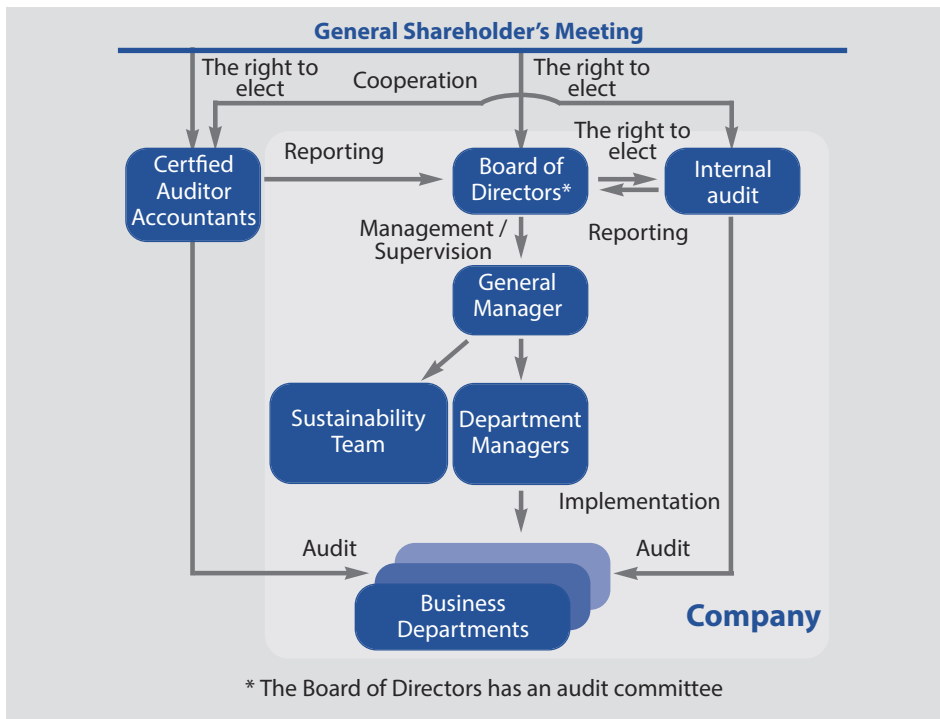 General Shareholder's Meeting
The right to
elect
Cooperation
The right to
elect
The right to
elect
Certfied
Auditor
Accountants
Reporting
Board of
Directors*
Internal
audit
Reporting
Management /
Supervision
General
Manager
Sustainability
Team
Department
Managers
Implementation
Audit
Audit
Business
Departments
Company
* The Board of Directors has an audit committee